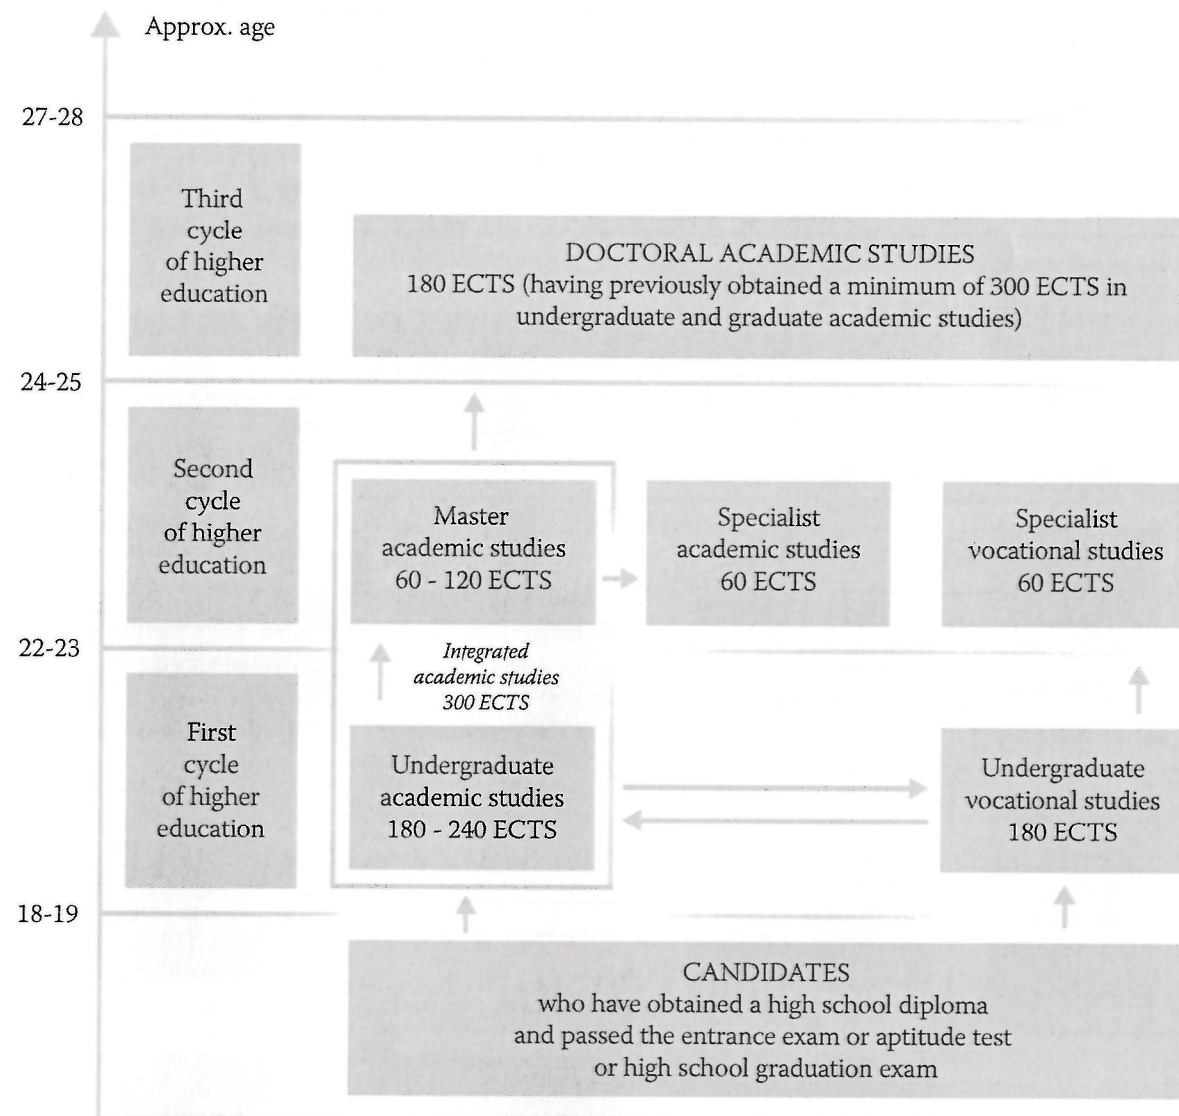 Approx. age
27-28
Third
cycle
of higher
education
DOCTORAL ACADEMIC STUDIES
180 ECTS (having previously obtained a minimum of 300 ECTS in
undergraduate and graduate academic studies)
24-25
Second
cycle
of higher
education
Master
academic studies
60 - 120 ECTS
Specialist
academic studies
60 ECTS
Specialist
vocational studies
60 ECTS
22-23
Integrated
academic studies
300 ECTS
First
cycle
of higher
education
Undergraduate
academic studies
180 - 240 ECTS
Undergraduate
vocational studies
180 ECTS
18-19
CANDIDATES
who have obtained a high school diploma
and passed the entrance exam or aptitude test
or high school graduation exam